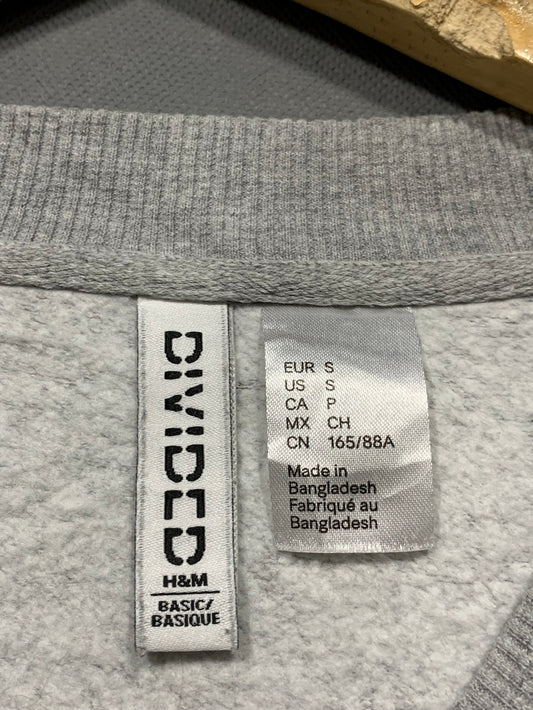 DIVIDED
H&M
BASIC/
BASIQUE
EUR S
US S
CA P
MX CH
CN 165/88A
Made in
Bangladesh
Fabriqué au
Bangladesh